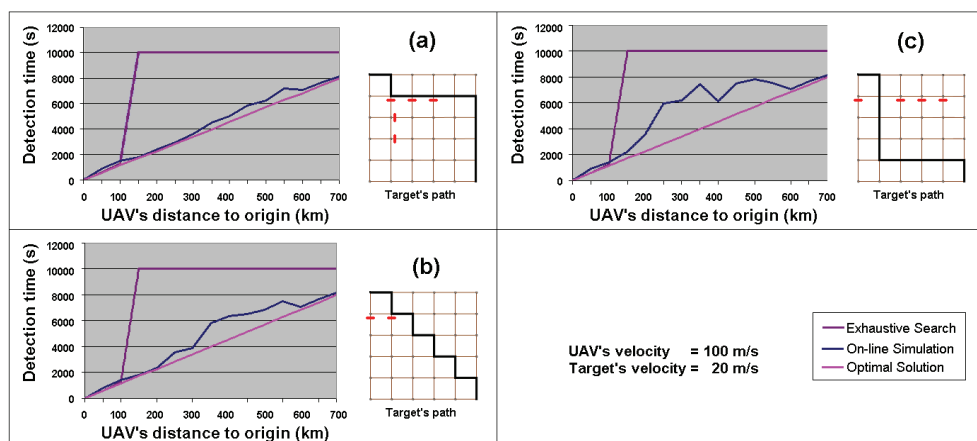 (a)
Detection time (s)
12000
10000
8000
6000
4000
2000
0
0 100 200 300 400 500 600 700
UAV's distance to origin (km)
Target's path
(c)
Detection time (s)
12000
10000
8000
6000
4000
2000
0
0 100 200 300 400 500 600 700
UAV's distance to origin (km)
Target's path
(b)
Detection time (s)
12000
10000
8000
6000
4000
2000
0
0 100 200 300 400 500 600 700
UAV's distance to origin (km)
Target's path
UAV's velocity = 100 m/s
Target's velocity = 20 m/s
Exhaustive Search
On-line Simulation
Optimal Solution